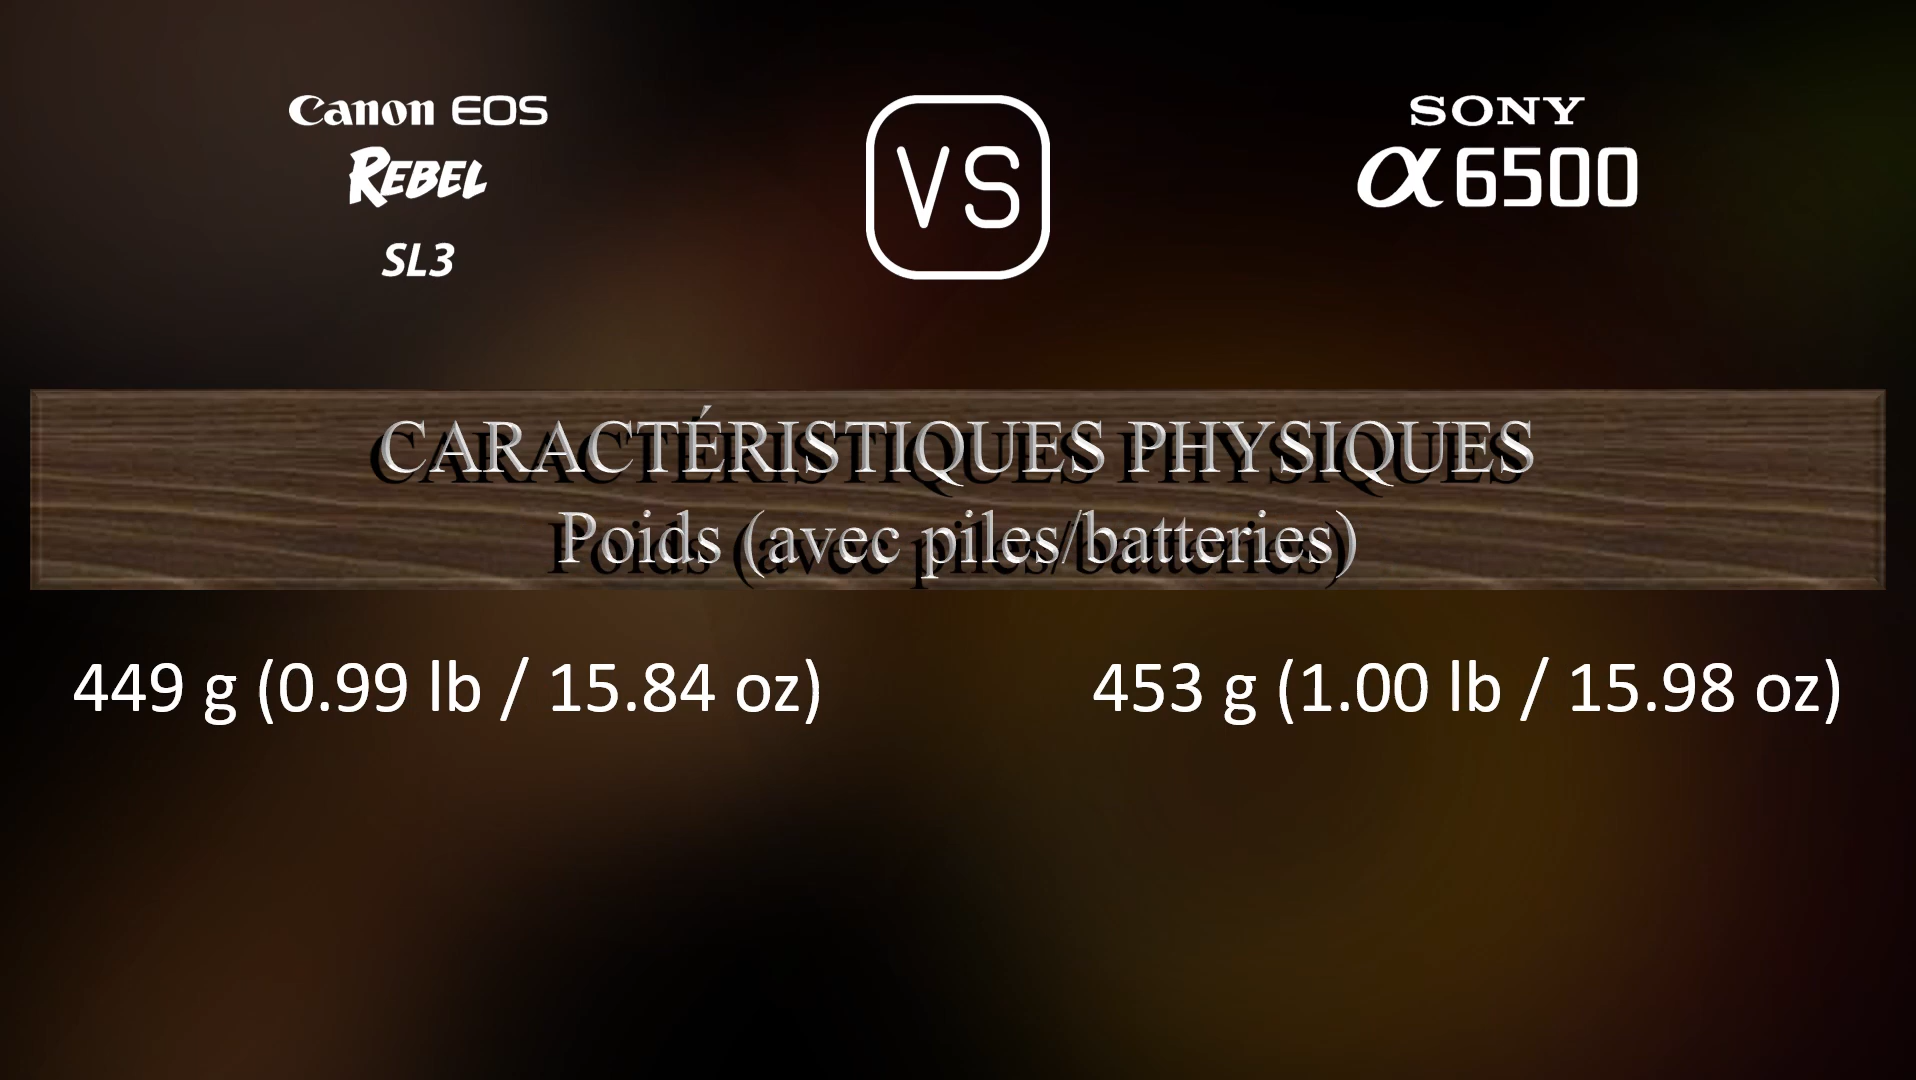 Canon EOS
REBEL
SL3
VS
SONY
α6500
CARACTÉRISTIQUES PHYSIQUES
Poids (avec piles/batteries)
449 g (0.99 lb / 15.84 oz)
453 g (1.00 lb / 15.98 oz)